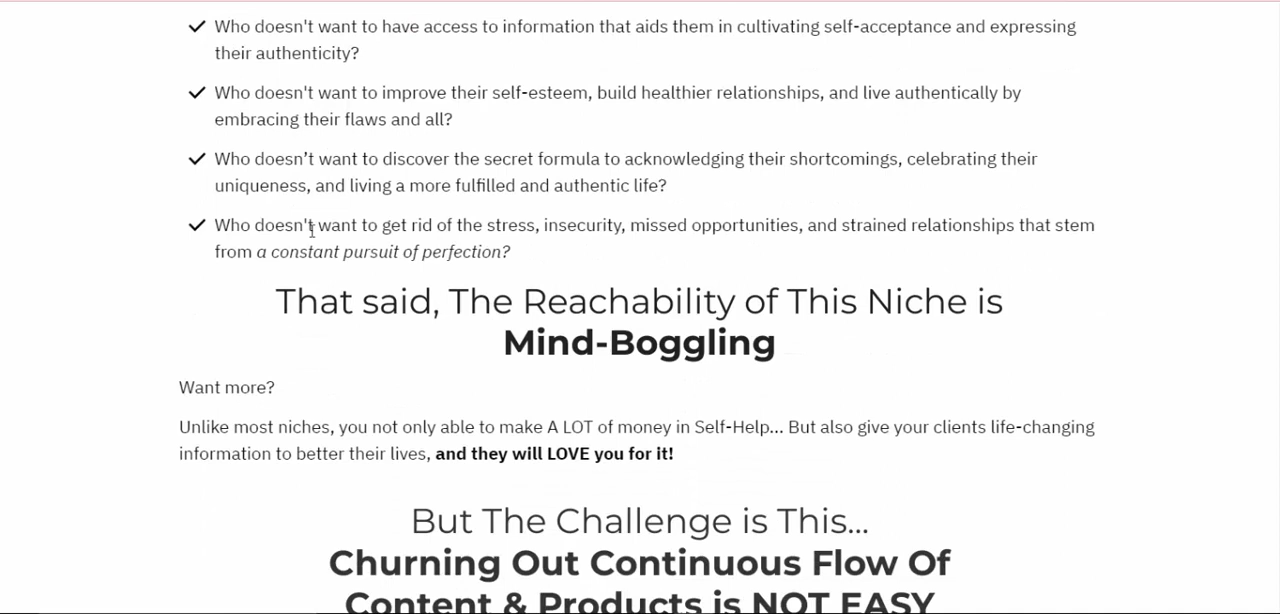 Who doesn't want to have access to information that aids them in cultivating self-acceptance and expressing
their authenticity?
Who doesn't want to improve their self-esteem, build healthier relationships, and live authentically by
embracing their flaws and all?
Who doesn’t want to discover the secret formula to acknowledging their shortcomings, celebrating their
uniqueness, and living a more fulfilled and authentic life?
Who doesn't want to get rid of the stress, insecurity, missed opportunities, and strained relationships that stem
from a constant pursuit of perfection?
That said, The Reachability of This Niche is
Mind-Boggling
Want more?
Unlike most niches, you not only able to make A LOT of money in Self-Help... But also give your clients life-changing
information to better their lives, and they will LOVE you for it!
But The Challenge is This...
Churning Out Continuous Flow Of
Content & Products is NOT EASY